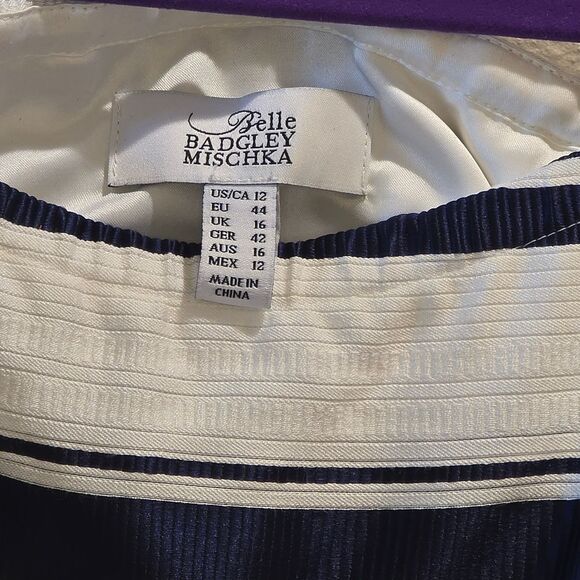 Belle
BADGLEY
MISCHKA
US/CA 12
EU 44
UK 16
GER 42
AUS 16
MEX 12
MADE IN
CHINA